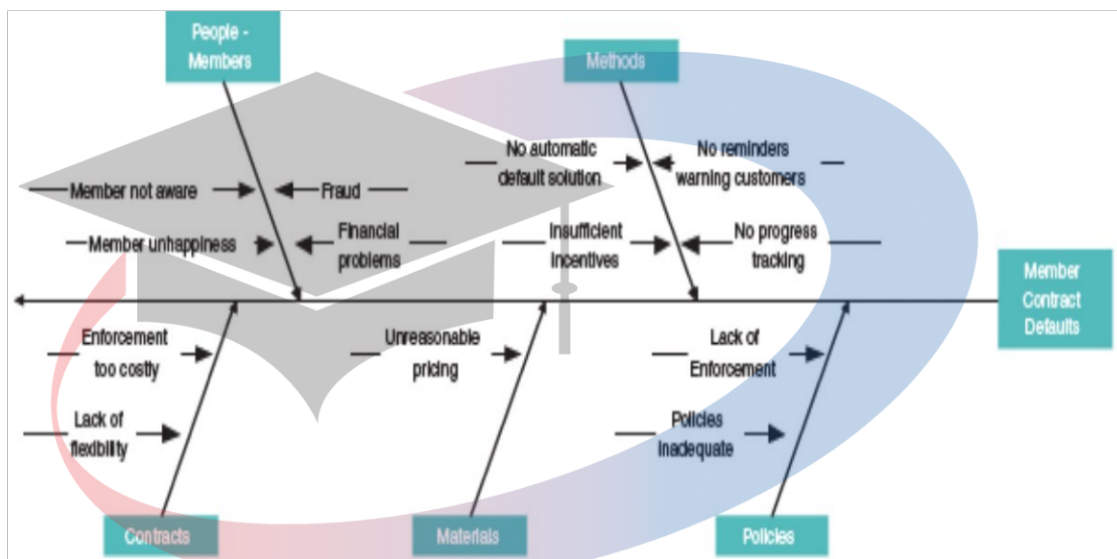 People -
Members
Methods
No automatic
default solution
No reminders
warning customers
Member not aware
Fraud
Member unhappiness
Financial
problems
Insufficient
Incentives
No progress
tracking
Member
Contract
Defaults
Enforcement
too costly
Unreasonable
pricing
Lack of
Enforcement
Lack of
flexibility
Policies
Inadequate
Contracts
Materials
Policies